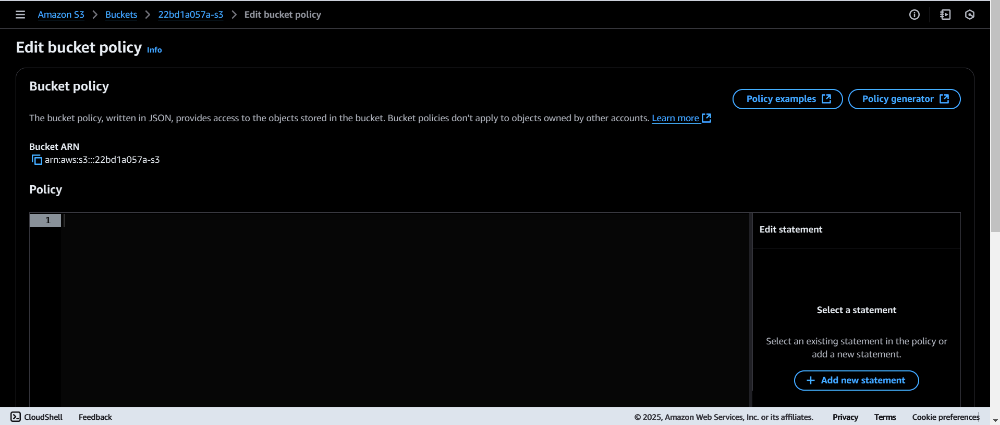 Amazon S3 > Buckets > 22bd1a057a-s3 > Edit bucket policy
Edit bucket policy Info
Bucket policy
Policy examples
Policy generator
The bucket policy, written in JSON, provides access to the objects stored in the bucket. Bucket policies don't apply to objects owned by other accounts. Learn more
Bucket ARN
arn:aws:s3:::22bd1a057a-s3
Policy
1
Edit statement
Select a statement
Select an existing statement in the policy or
add a new statement.
+ Add new statement
CloudShell Feedback © 2025, Amazon Web Services, Inc. or its affiliates. Privacy Terms Cookie preferences